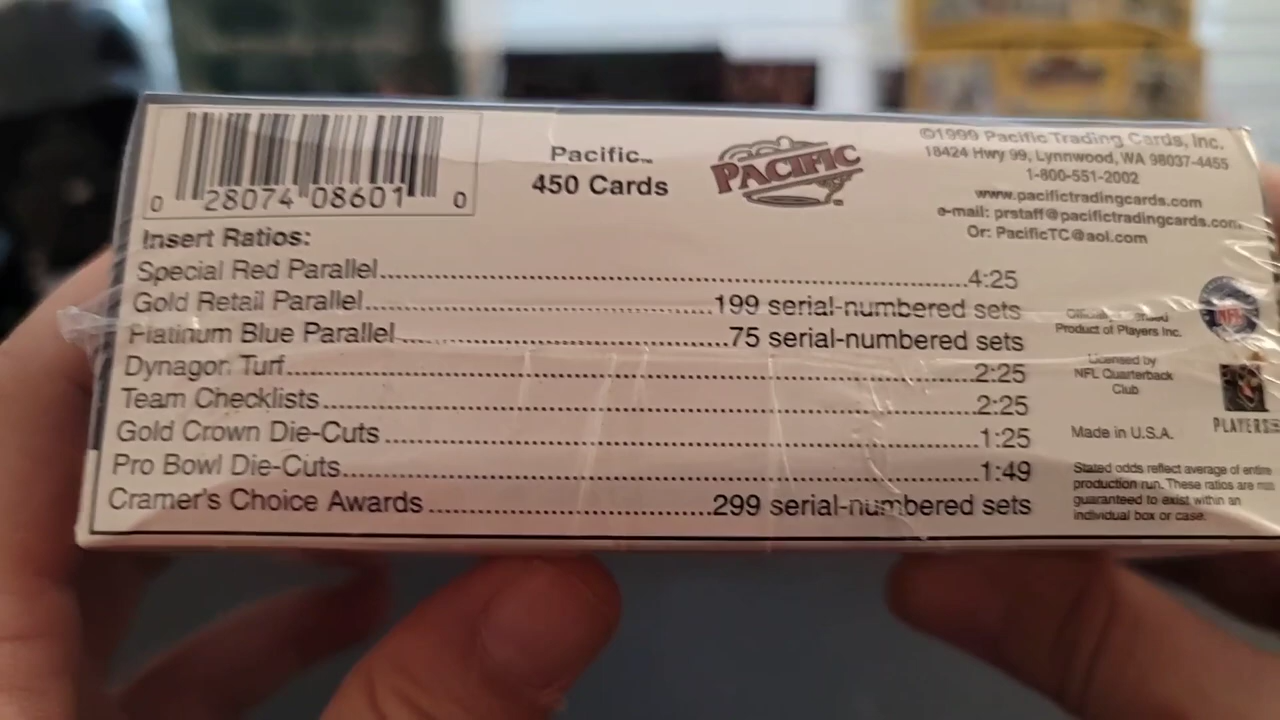 0 28074 08601 0
Pacific™
450 Cards
PACIFIC™
©1999 Pacific Trading Cards, Inc.
18424 Hwy 99, Lynnwood, WA 98037-4455
1-800-551-2002
www.pacifictradingcards.com
e-mail: prstaff@pacifictradingcards.com
Or: PacificTC@aol.com
Insert Ratios:
Special Red Parallel....................4:25
Gold Retail Parallel....................199 serial-numbered sets
Platinum Blue Parallel....................75 serial-numbered sets
Dynagon Turf....................2:25
Team Checklists....................2:25
Gold Crown Die-Cuts....................1:25
Pro Bowl Die-Cuts....................1:49
Cramer's Choice Awards....................299 serial-numbered sets
Product of Players Inc.
Licensed by
NFL Quarterback
Club
Made in U.S.A.
Stated odds reflect average of entire
production run. These ratios are
guaranteed to exist within an
individual box or case.
NFL
PLAYERS